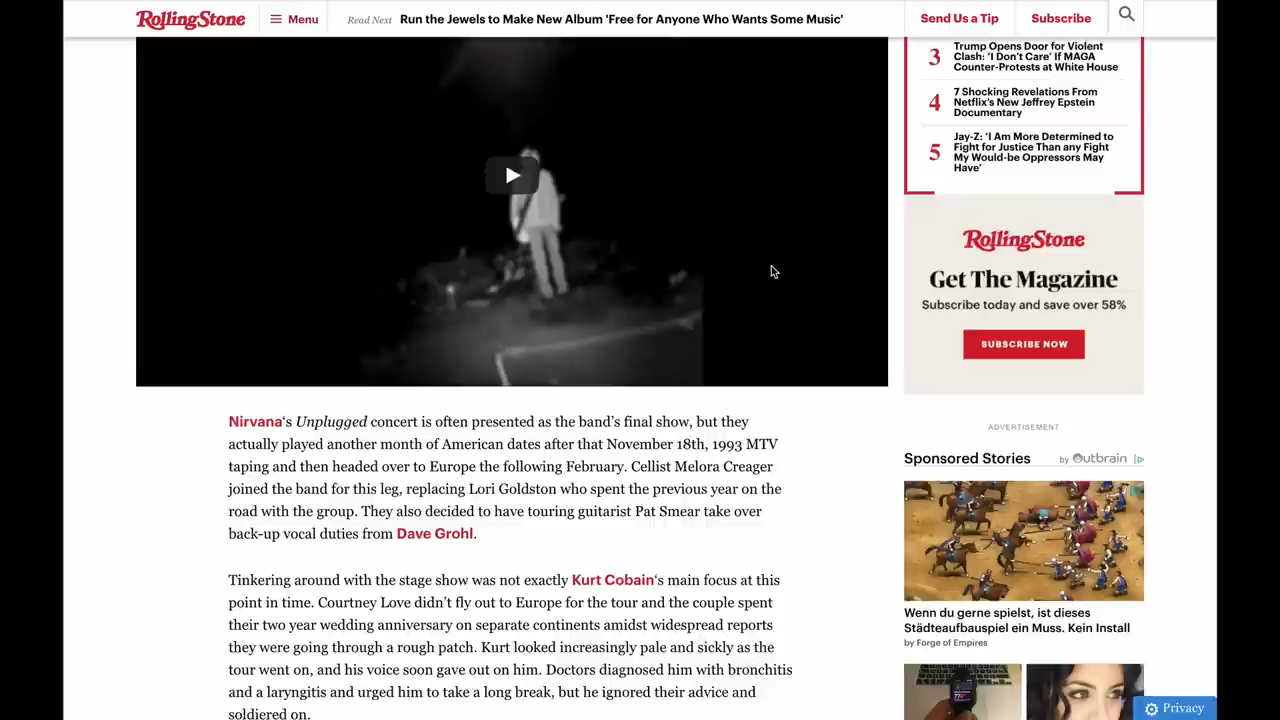 RollingStone
Menu
Read Next Run the Jewels to Make New Album 'Free for Anyone Who Wants Some Music'
Send Us a Tip
Subscribe
3
Trump Opens Door for Violent
Clash: ‘I Don’t Care’ If MAGA
Counter-Protests at White House
4
7 Shocking Revelations From
Netflix’s New Jeffrey Epstein
Documentary
5
Jay-Z: ‘I Am More Determined to
Fight for Justice Than any Fight
My Would-be Oppressors May
Have’
RollingStone
Get The Magazine
Subscribe today and save over 58%
SUBSCRIBE NOW
ADVERTISEMENT
Sponsored Stories
by Outbrain
Wenn du gerne spielst, ist dieses
Städteaufbauspiel ein Muss. Kein Install
by Forge of Empires
Nirvana‘s Unplugged concert is often presented as the band’s final show, but they
actually played another month of American dates after that November 18th, 1993 MTV
taping and then headed over to Europe the following February. Cellist Melora Creager
joined the band for this leg, replacing Lori Goldston who spent the previous year on the
road with the group. They also decided to have touring guitarist Pat Smear take over
back-up vocal duties from Dave Grohl.
Tinkering around with the stage show was not exactly Kurt Cobain‘s main focus at this
point in time. Courtney Love didn’t fly out to Europe for the tour and the couple spent
their two year wedding anniversary on separate continents amidst widespread reports
they were going through a rough patch. Kurt looked increasingly pale and sickly as the
tour went on, and his voice soon gave out on him. Doctors diagnosed him with bronchitis
and a laryngitis and urged him to take a long break, but he ignored their advice and
soldiered on.
Privacy